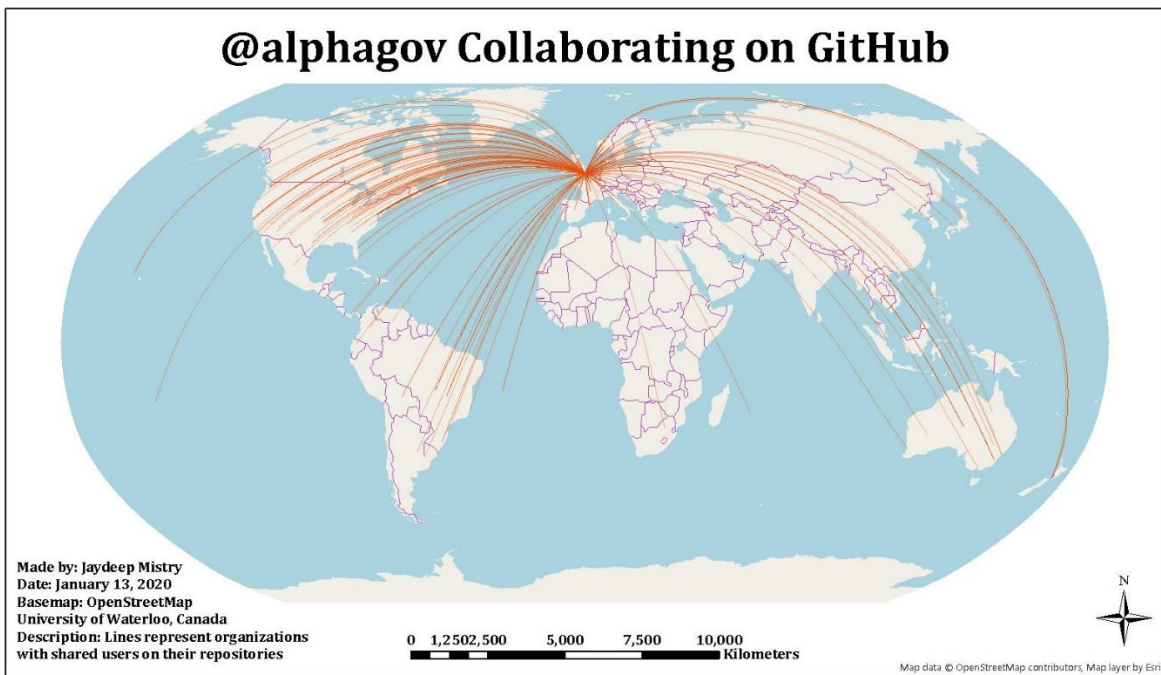 @alphagov Collaborating on GitHub
Made by: Jaydeep Mistry
Date: January 13, 2020
Basemap: OpenStreetMap
University of Waterloo, Canada
Description: Lines represent organizations
with shared users on their repositories
0 1,250 2,500 5,000 7,500 10,000
Kilometers
N
Map data © OpenStreetMap contributors, Map layer by Esri